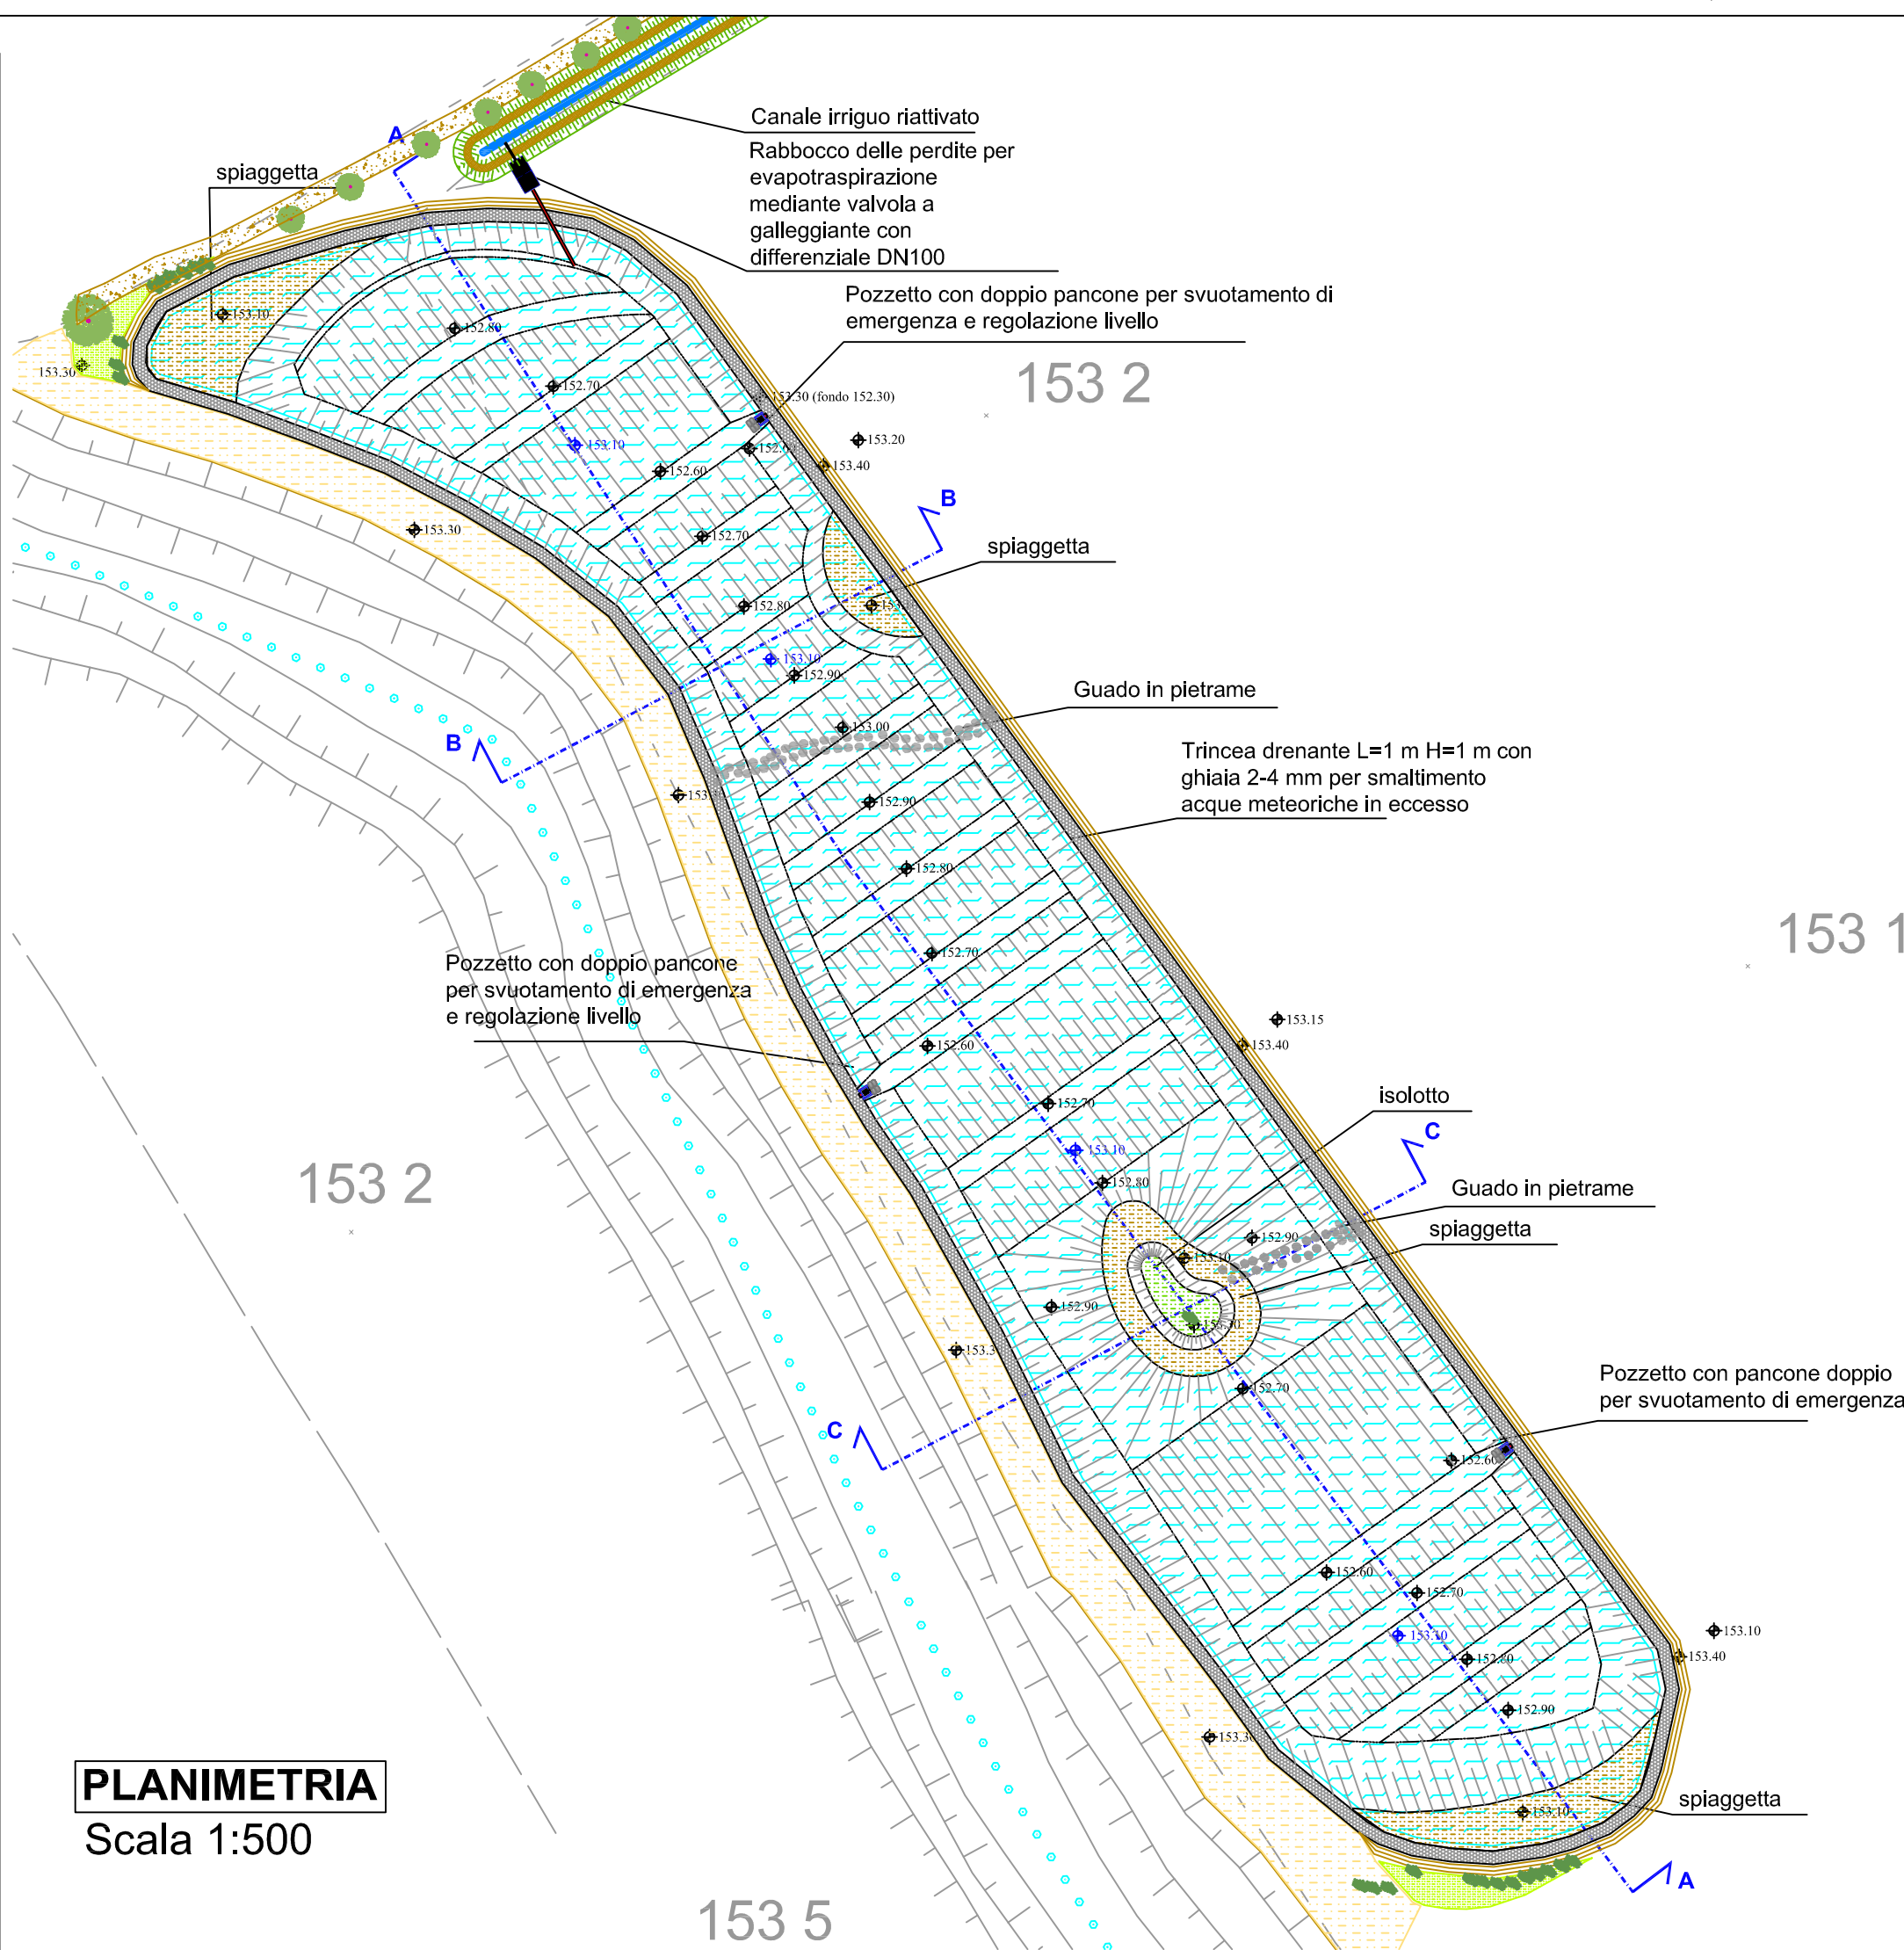 Canale irriguo riattivato
A
Rabbocco delle perdite per
evapotraspirazione
mediante valvola a
galleggiante con
differenziale DN100
spiaggetta
Pozzetto con doppio pancone per svuotamento di
emergenza e regolazione livello
153.10
152.80
153.30
153 2
152.70
153.30 (fondo 152.30)
153.20
153.10
153.40
152.60
B
153.30
152.70
spiaggetta
152.80
153.10
152.90
Guado in pietrame
153.00
B
Trincea drenante L=1 m H=1 m con
ghiaia 2-4 mm per smaltimento
acque meteoriche in eccesso
152.90
152.80
153 1
152.70
Pozzetto con doppio pancone
per svuotamento di emergenza
e regolazione livello
153.15
153.40
152.60
isolotto
152.70
C
153.10
152.80
153 2
Guado in pietrame
spiaggetta
152.90
153.10
152.90
152.70
Pozzetto con pancone doppio
per svuotamento di emergenza
C
152.60
152.60
152.70
153.10
153.10
152.80
153.40
152.90
PLANIMETRIA
Scala 1:500
spiaggetta
153.10
A
153 5